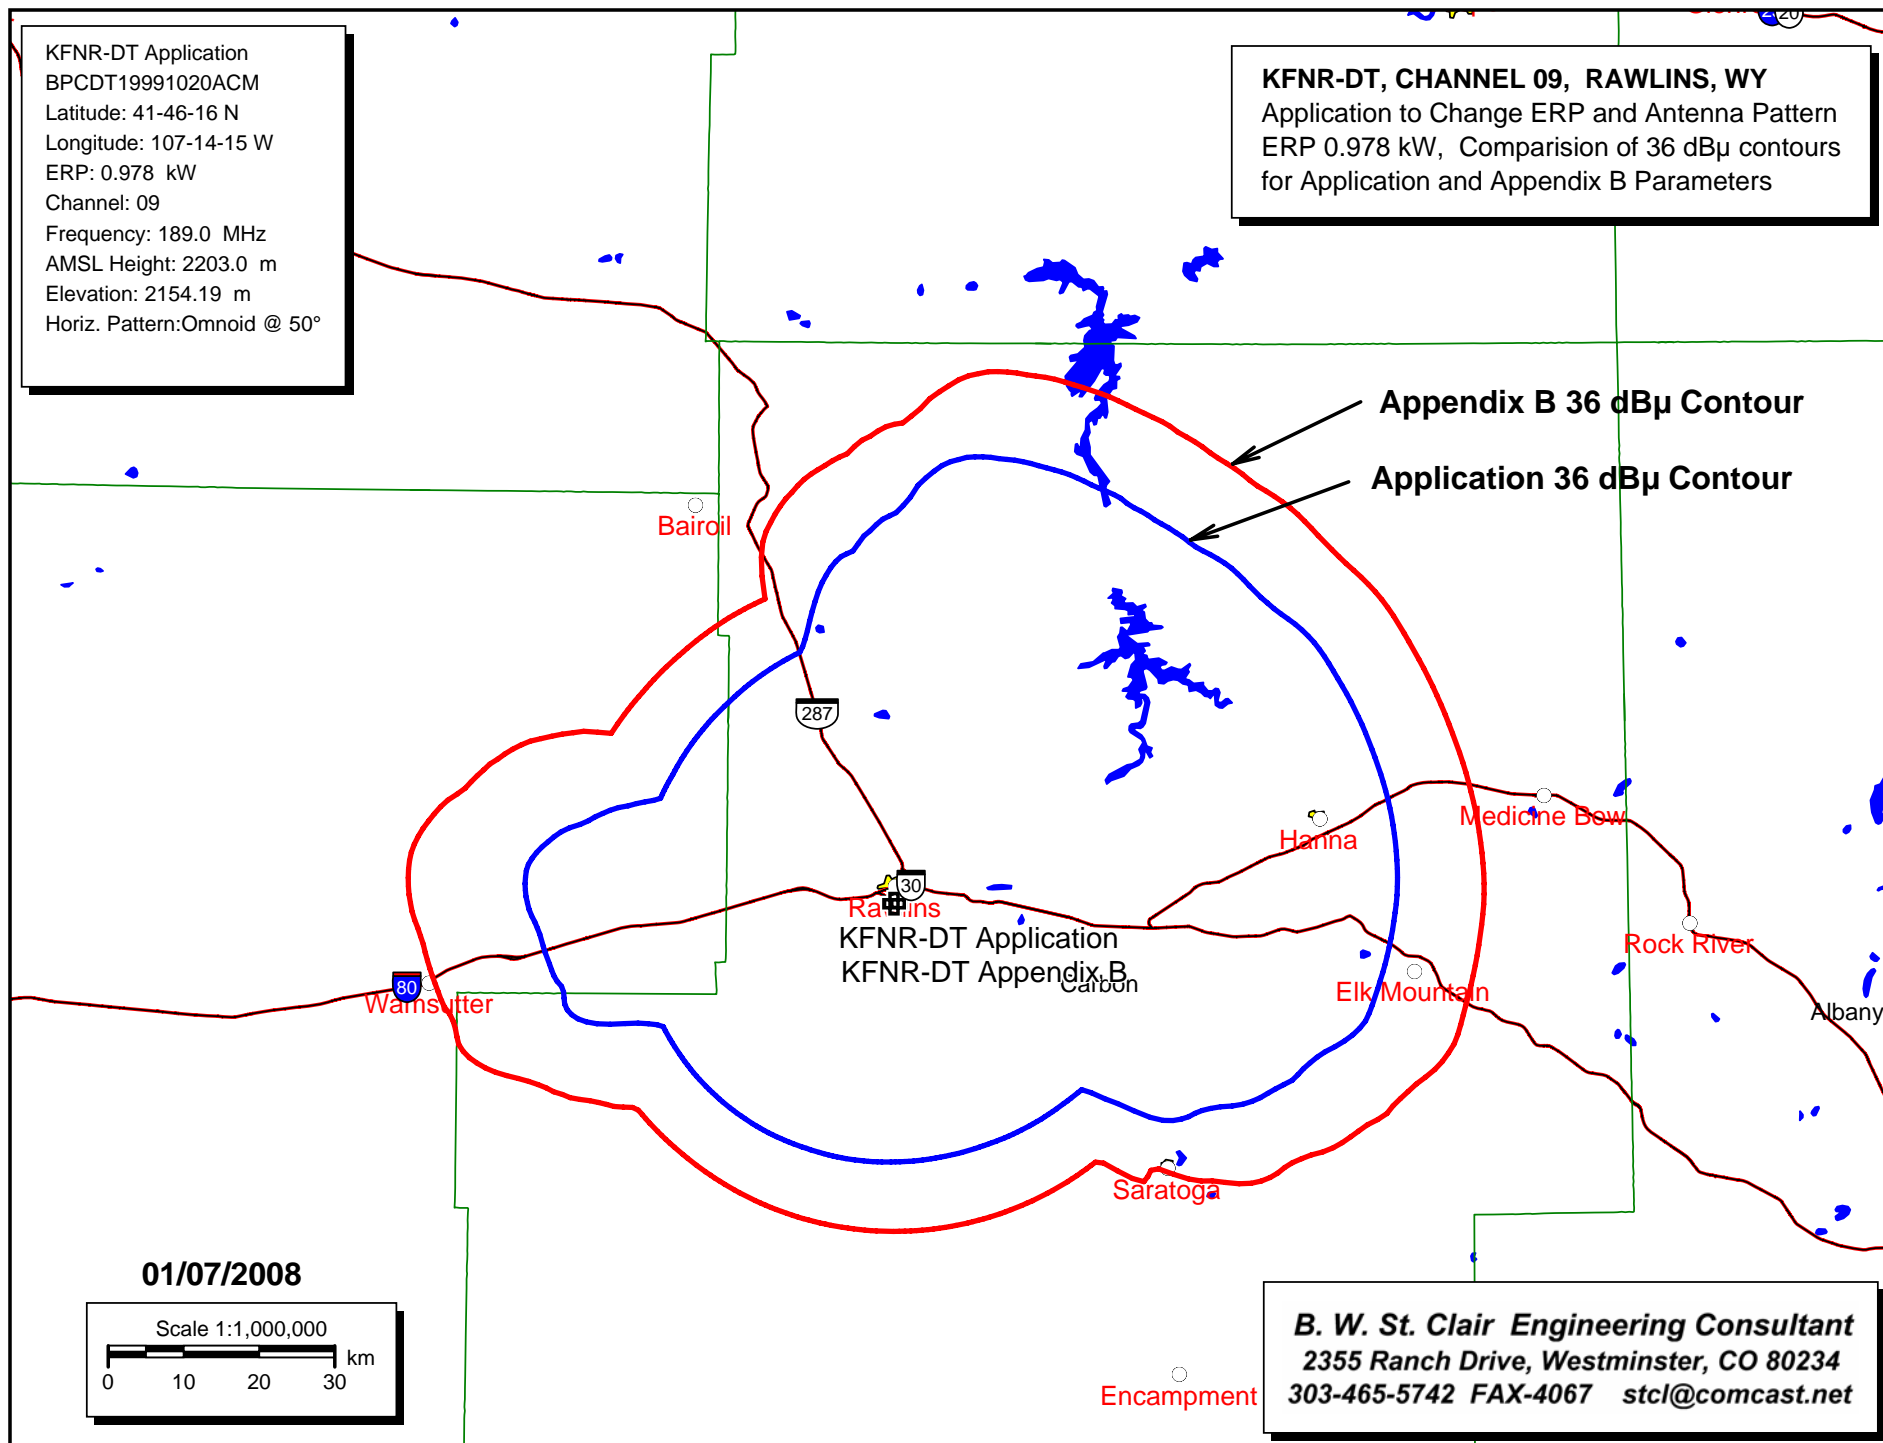 KFNR-DT Application
BPCDT19991020ACM
Latitude: 41-46-16 N
Longitude: 107-14-15 W
ERP: 0.978 kW
Channel: 09
Frequency: 189.0 MHz
AMSL Height: 2203.0 m
Elevation: 2154.19 m
Horiz. Pattern:Omnoid @ 50°
20
KFNR-DT, CHANNEL 09, RAWLINS, WY
Application to Change ERP and Antenna Pattern
ERP 0.978 kW, Comparision of 36 dBµ contours
for Application and Appendix B Parameters
Appendix B 36 dBµ Contour
Application 36 dBµ Contour
Bairoil
287
Hanna
Medicine Bow
30
Rawlins
KFNR-DT Application
KFNR-DT Appendix B
Carbon
Rock River
80
Wamsutter
Elk Mountain
Albany
Saratoga
01/07/2008
Scale 1:1,000,000
km
0 10 20 30
Encampment
B. W. St. Clair Engineering Consultant
2355 Ranch Drive, Westminster, CO 80234
303-465-5742 FAX-4067 stcl@comcast.net